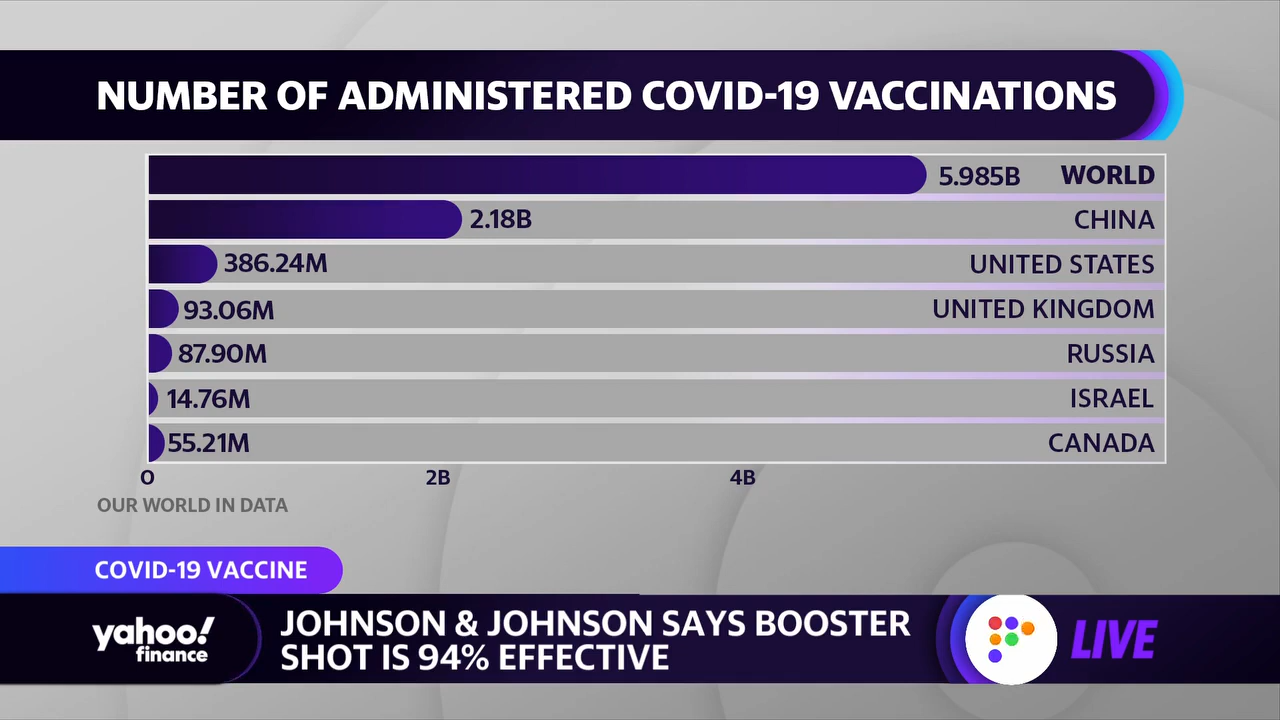 NUMBER OF ADMINISTERED COVID-19 VACCINATIONS
5.985B WORLD
2.18B CHINA
386.24M UNITED STATES
93.06M UNITED KINGDOM
87.90M RUSSIA
14.76M ISRAEL
55.21M CANADA
0 2B 4B
OUR WORLD IN DATA
COVID-19 VACCINE
yahoo!
finance
JOHNSON & JOHNSON SAYS BOOSTER
SHOT IS 94% EFFECTIVE
LIVE